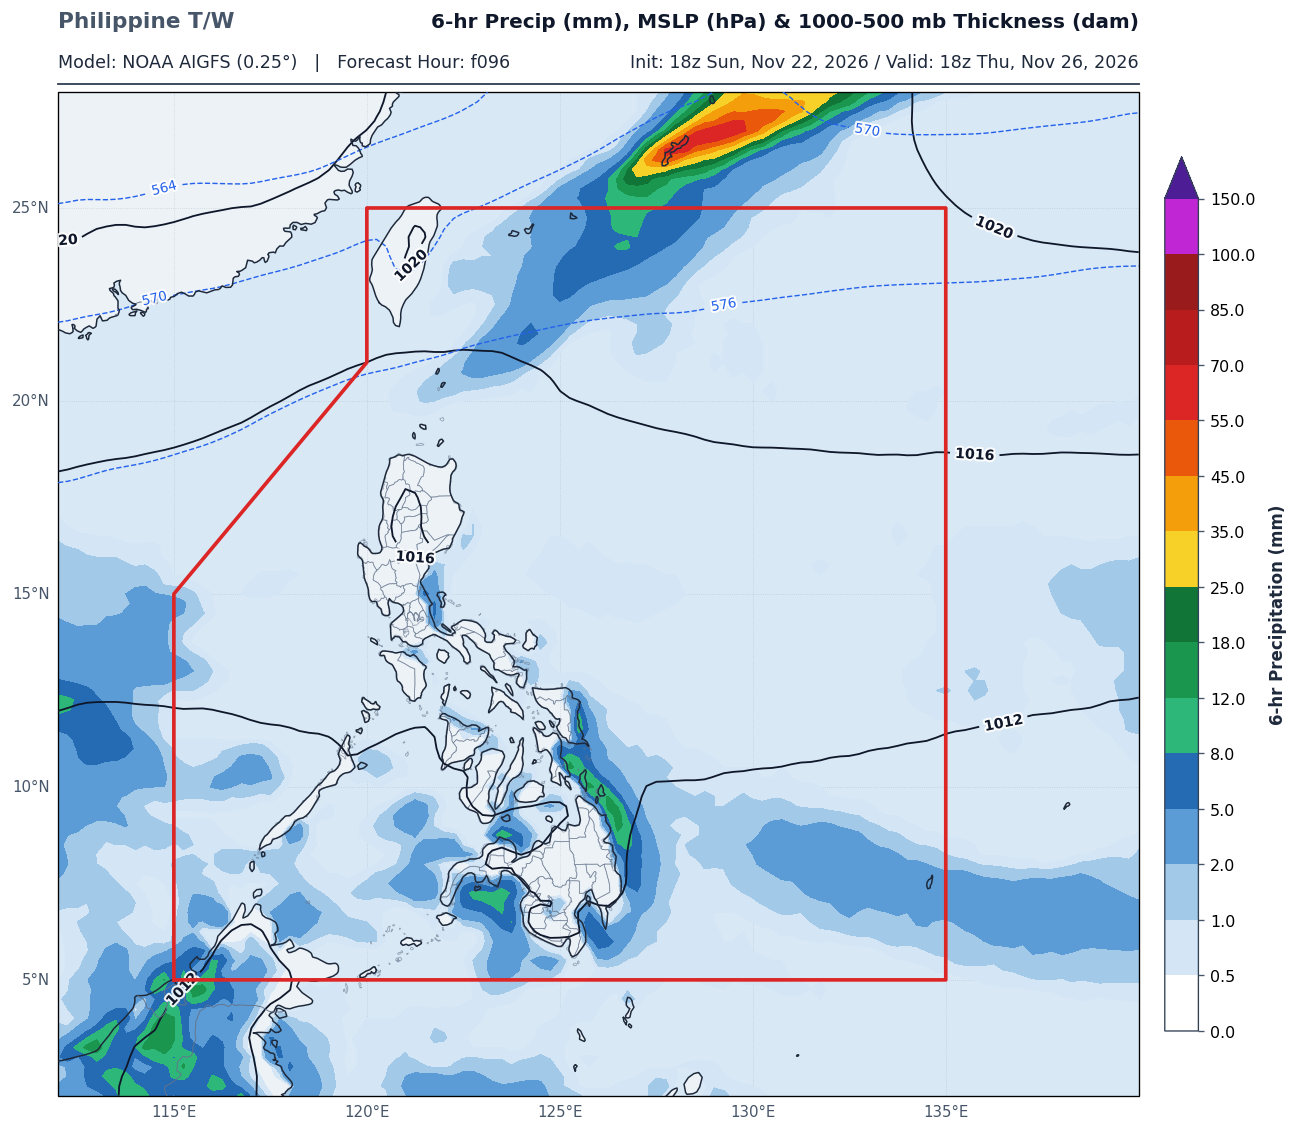 Philippine T/W
6-hr Precip (mm), MSLP (hPa) & 1000-500 mb Thickness (dam)
Model: NOAA AIGFS (0.25°) | Forecast Hour: f096
Init: 18z Sun, Nov 22, 2026 / Valid: 18z Thu, Nov 26, 2026
570
564
25°N
20
1020
1020
570
576
20°N
1016
1016
15°N
1012
10°N
5°N
1012
115°E
120°E
125°E
130°E
135°E
150.0
100.0
85.0
70.0
55.0
45.0
35.0
25.0
18.0
12.0
8.0
5.0
2.0
1.0
0.5
0.0
6-hr Precipitation (mm)